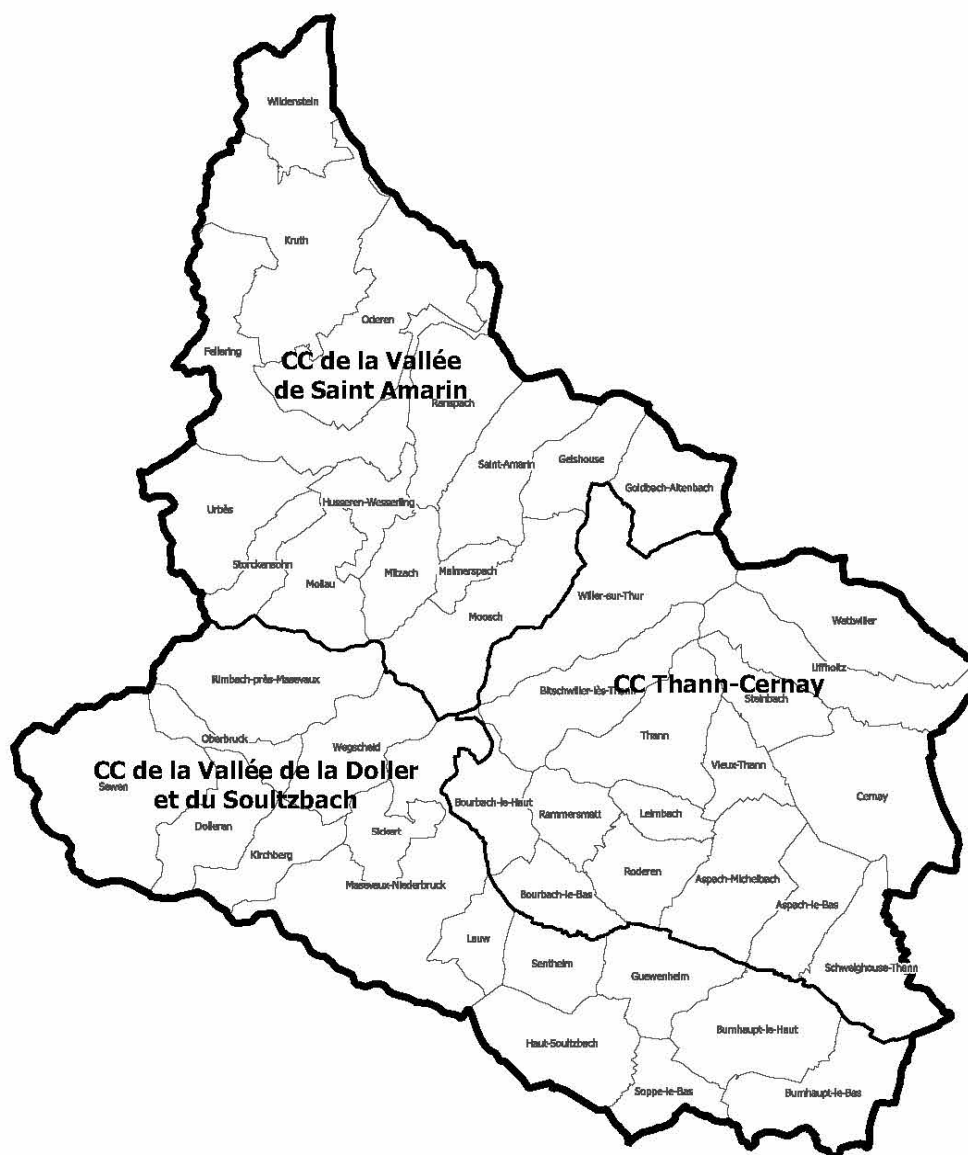 Wildenstein
Kruth
Oderen
Fellering
CC de la Vallée
de Saint Amarin
Ranspach
Saint-Amarin
Geishouse
Goldbach-Altenbach
Urbès
Husseren-Wesserling
Storckensohn
Mollau
Mitzach
Malmerspach
Moosch
Willer-sur-Thur
Wattwiller
Uffholtz
Rimbach-près-Masevaux
Bitschwiller-lès-Thann
CC Thann-Cernay
Steinbach
Oberbruck
Wegscheid
Thann
Vieux-Thann
CC de la Vallée de la Doller
et du Soultzbach
Sewen
Cernay
Bourbach-le-Haut
Rammersmatt
Leimbach
Dolleren
Sickert
Kirchberg
Masevaux-Niederbruck
Roderen
Aspach-Michelbach
Bourbach-le-Bas
Aspach-le-Bas
Lauw
Sentheim
Guewenheim
Schweighouse-Thann
Haut-Soultzbach
Burnhaupt-le-Haut
Soppe-le-Bas
Burnhaupt-le-Bas